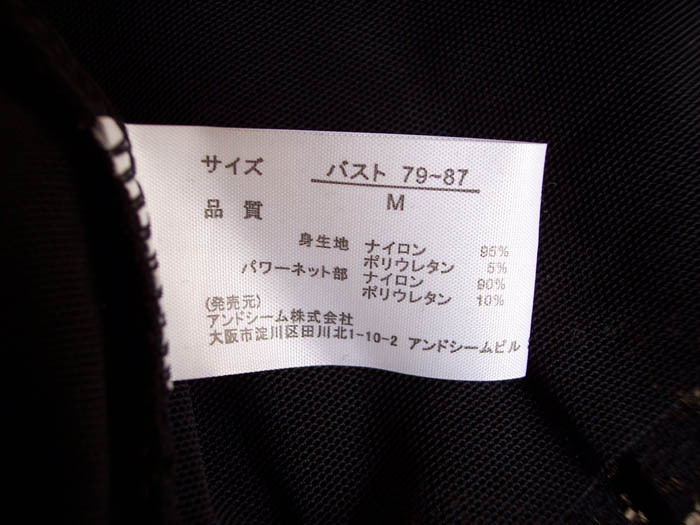 サイズ バスト 79~87
M
品質
身生地 ナイロン 95%
ポリウレタン 5%
パワーネット部 ナイロン 90%
ポリウレタン 10%
(発売元)
アンドシーム株式会社
大阪市淀川区田川北1-10-2 アンドシームビル